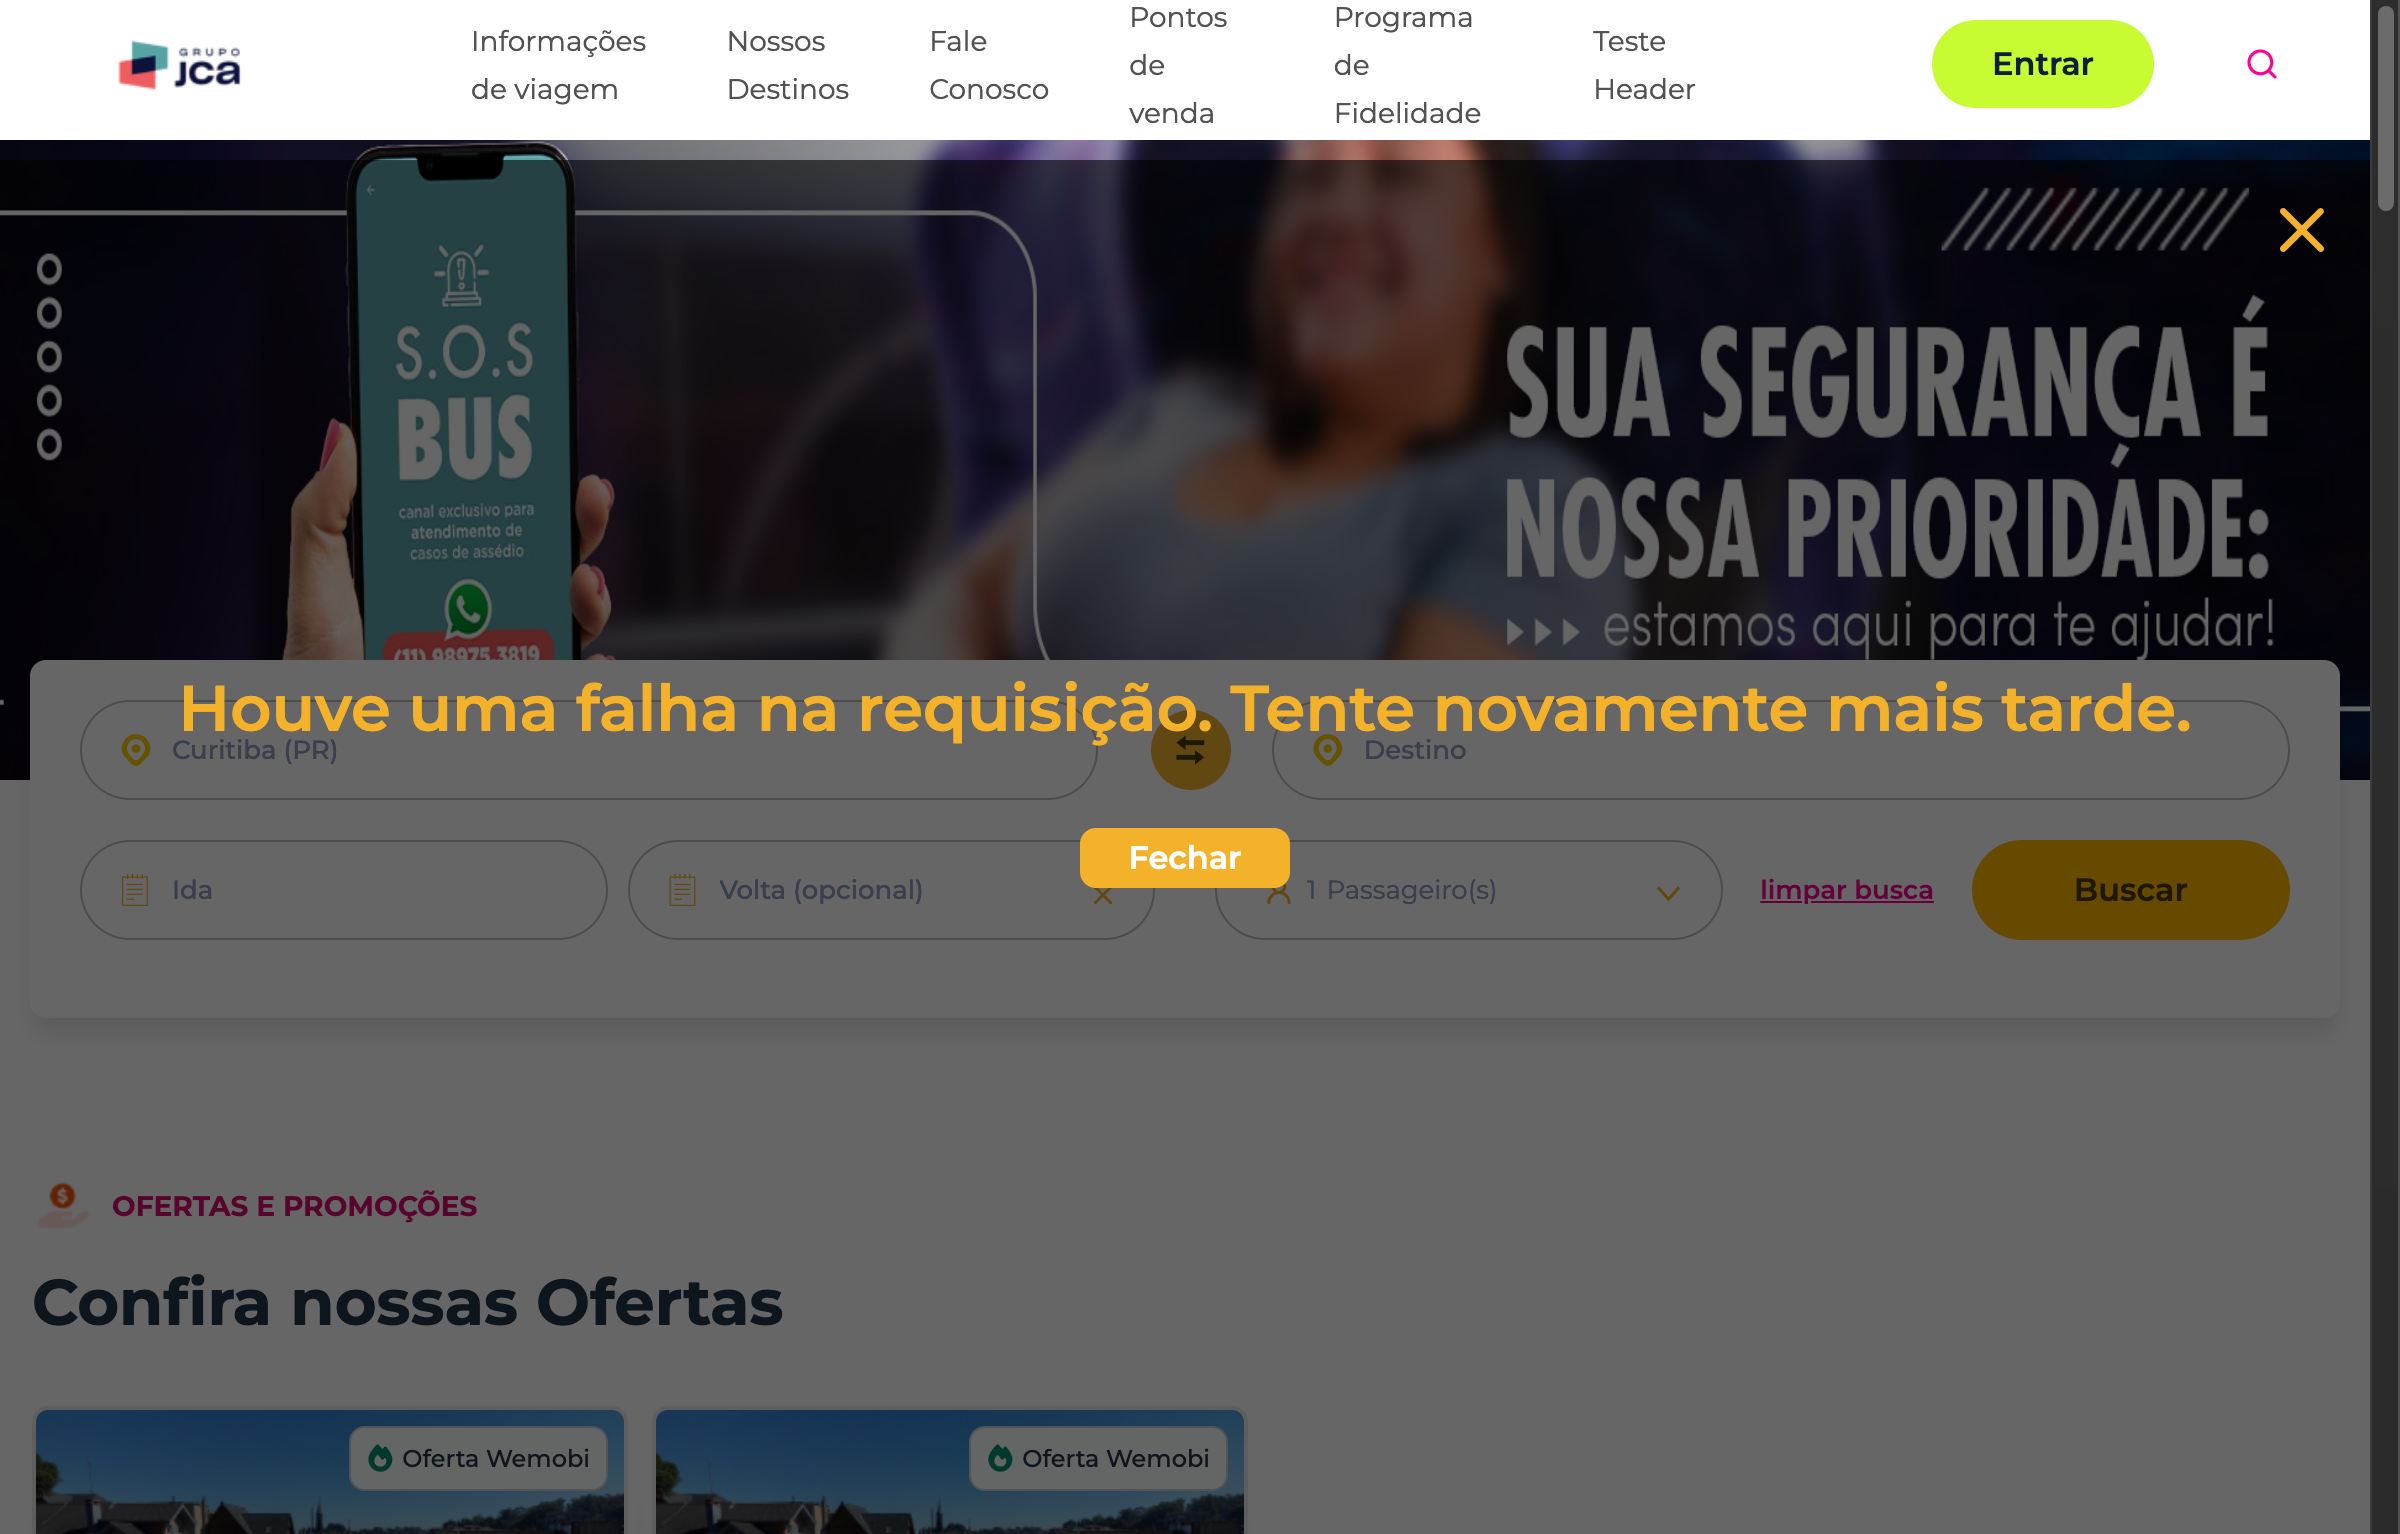 GRUPO
jca
Informações
de viagem
Nossos
Destinos
Fale
Conosco
Pontos
de
venda
Programa
de
Fidelidade
Teste
Header
Entrar
S.O.S
BUS
canal exclusivo para
atendimento de
casos de assédio
(11) 98975.3819
SUA SEGURANÇA É
NOSSA PRIORIDADE:
estamos aqui para te ajudar!
Houve uma falha na requisição. Tente novamente mais tarde.
Curitiba (PR)
Destino
Fechar
Ida
Volta (opcional)
1 Passageiro(s)
limpar busca
Buscar
OFERTAS E PROMOÇÕES
Confira nossas Ofertas
Oferta Wemobi
Oferta Wemobi